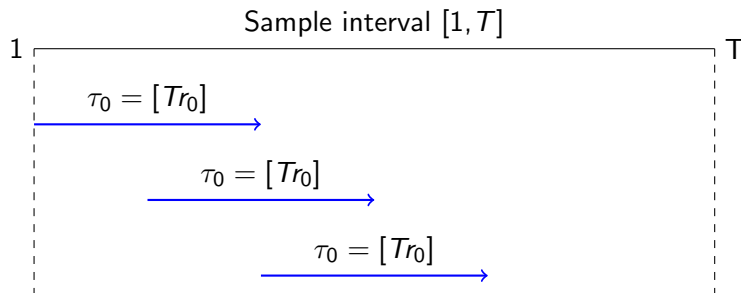 Sample interval [1, T]
1 T
τ₀ = [Tr₀]
τ₀ = [Tr₀]
τ₀ = [Tr₀]